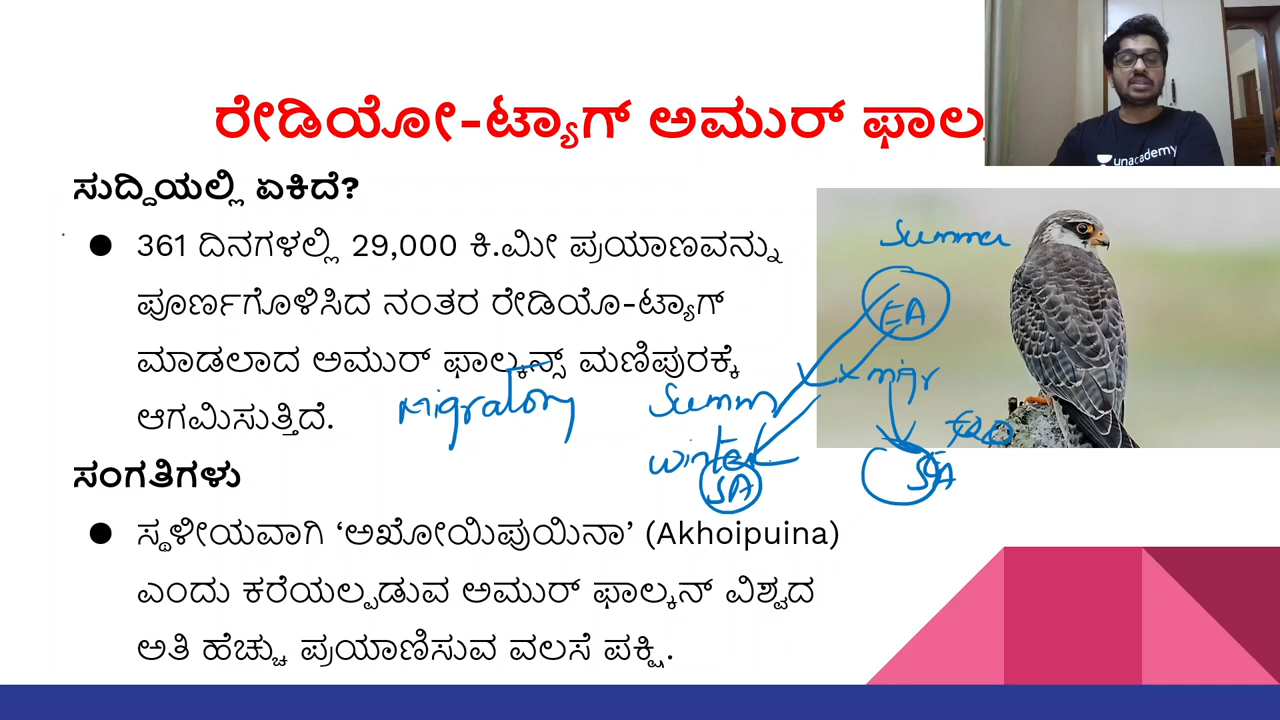 ರೇಡಿಯೋ-ಟ್ಯಾಗ್ ಅಮುರ್ ಫಾಲ
unacademy
ಸುದ್ದಿಯಲ್ಲಿ ಏಕಿದೆ?
● 361 ದಿನಗಳಲ್ಲಿ 29,000 ಕಿ.ಮೀ ಪ್ರಯಾಣವನ್ನು
ಪೂರ್ಣಗೊಳಿಸಿದ ನಂತರ ರೇಡಿಯೊ-ಟ್ಯಾಗ್
ಮಾಡಲಾದ ಅಮುರ್ ಫಾಲ್ಕನ್ಸ್ ಮಣಿಪುರಕ್ಕೆ
ಆಗಮಿಸುತ್ತಿದೆ.
Migratory
Summer
EA
migr
Summ
winter
SA
SA
ಸಂಗತಿಗಳು
● ಸ್ಥಳೀಯವಾಗಿ ‘ಅಖೋಯಿಪುಯಿನಾ’ (Akhoipuina)
ಎಂದು ಕರೆಯಲ್ಪಡುವ ಅಮುರ್ ಫಾಲ್ಕನ್ ವಿಶ್ವದ
ಅತಿ ಹೆಚ್ಚು ಪ್ರಯಾಣಿಸುವ ವಲಸೆ ಪಕ್ಷಿ.